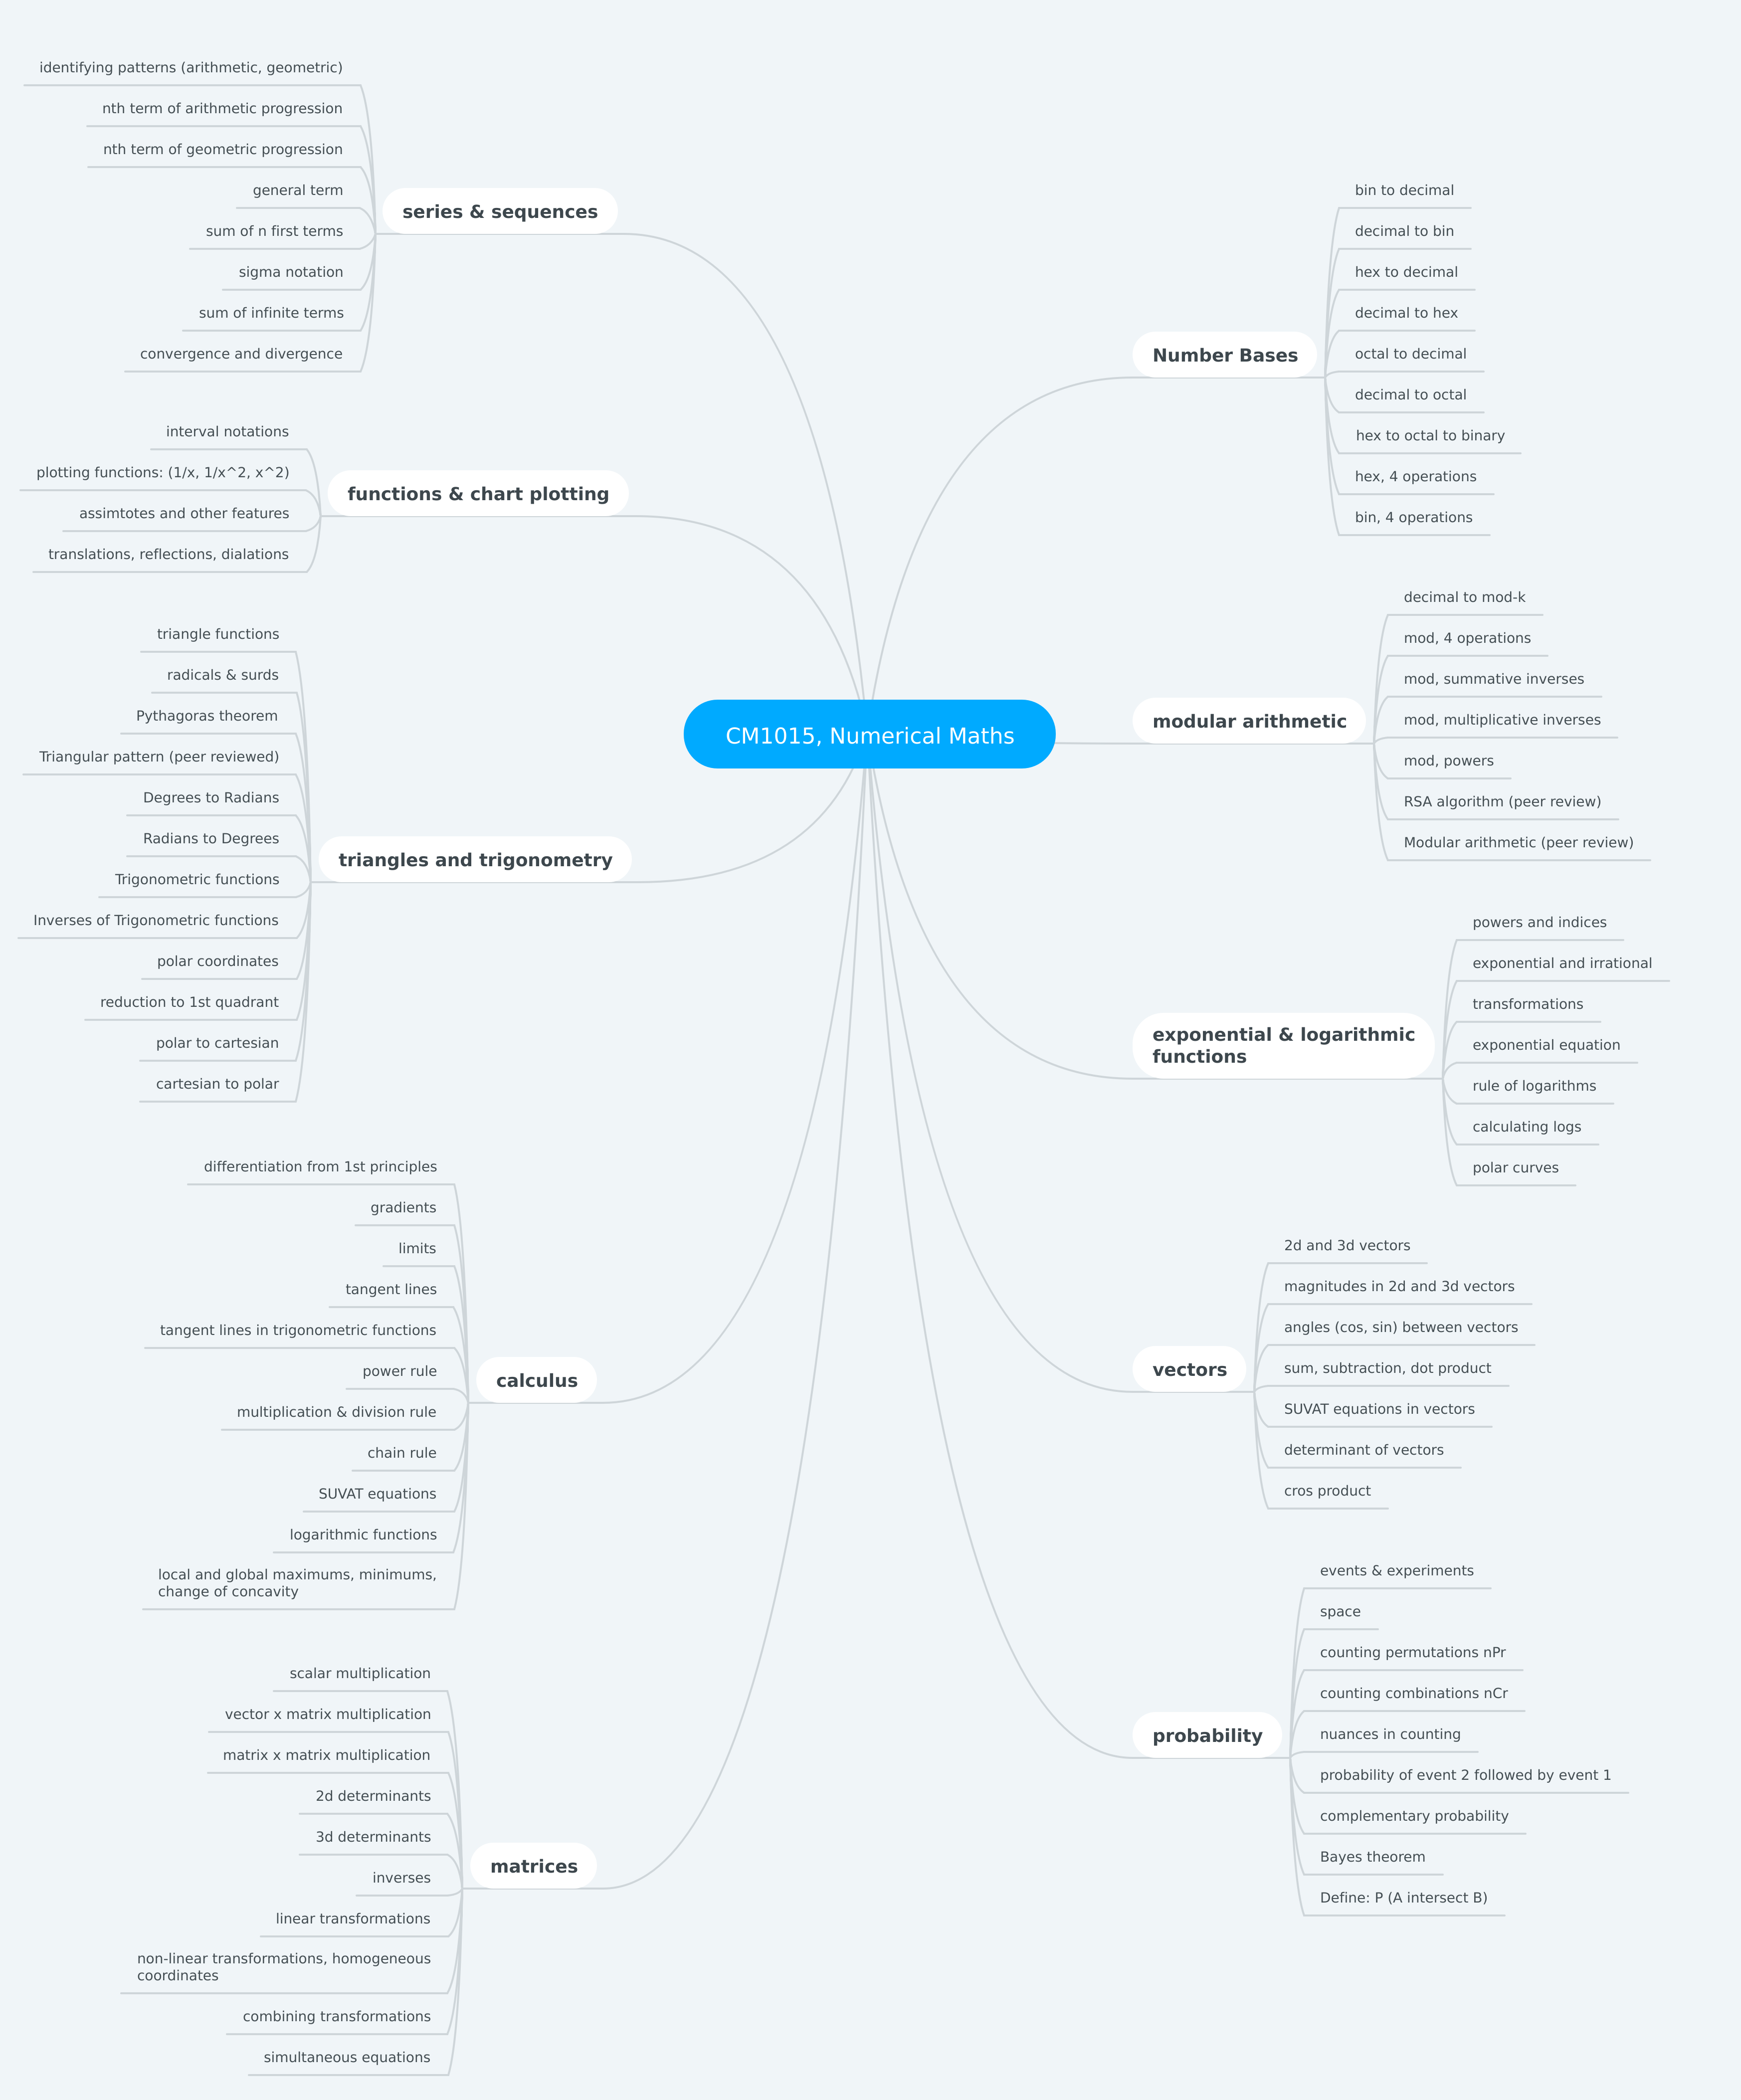 CM1015, Numerical Maths
series & sequences
identifying patterns (arithmetic, geometric)
nth term of arithmetic progression
nth term of geometric progression
general term
sum of n first terms
sigma notation
sum of infinite terms
convergence and divergence
functions & chart plotting
interval notations
plotting functions: (1/x, 1/x^2, x^2)
assimtotes and other features
translations, reflections, dialations
triangles and trigonometry
triangle functions
radicals & surds
Pythagoras theorem
Triangular pattern (peer reviewed)
Degrees to Radians
Radians to Degrees
Trigonometric functions
Inverses of Trigonometric functions
polar coordinates
reduction to 1st quadrant
polar to cartesian
cartesian to polar
calculus
differentiation from 1st principles
gradients
limits
tangent lines
tangent lines in trigonometric functions
power rule
multiplication & division rule
chain rule
SUVAT equations
logarithmic functions
local and global maximums, minimums,
change of concavity
matrices
scalar multiplication
vector x matrix multiplication
matrix x matrix multiplication
2d determinants
3d determinants
inverses
linear transformations
non-linear transformations, homogeneous
coordinates
combining transformations
simultaneous equations
Number Bases
bin to decimal
decimal to bin
hex to decimal
decimal to hex
octal to decimal
decimal to octal
hex to octal to binary
hex, 4 operations
bin, 4 operations
modular arithmetic
decimal to mod-k
mod, 4 operations
mod, summative inverses
mod, multiplicative inverses
mod, powers
RSA algorithm (peer review)
Modular arithmetic (peer review)
exponential & logarithmic
functions
powers and indices
exponential and irrational
transformations
exponential equation
rule of logarithms
calculating logs
polar curves
vectors
2d and 3d vectors
magnitudes in 2d and 3d vectors
angles (cos, sin) between vectors
sum, subtraction, dot product
SUVAT equations in vectors
determinant of vectors
cros product
probability
events & experiments
space
counting permutations nPr
counting combinations nCr
nuances in counting
probability of event 2 followed by event 1
complementary probability
Bayes theorem
Define: P (A intersect B)